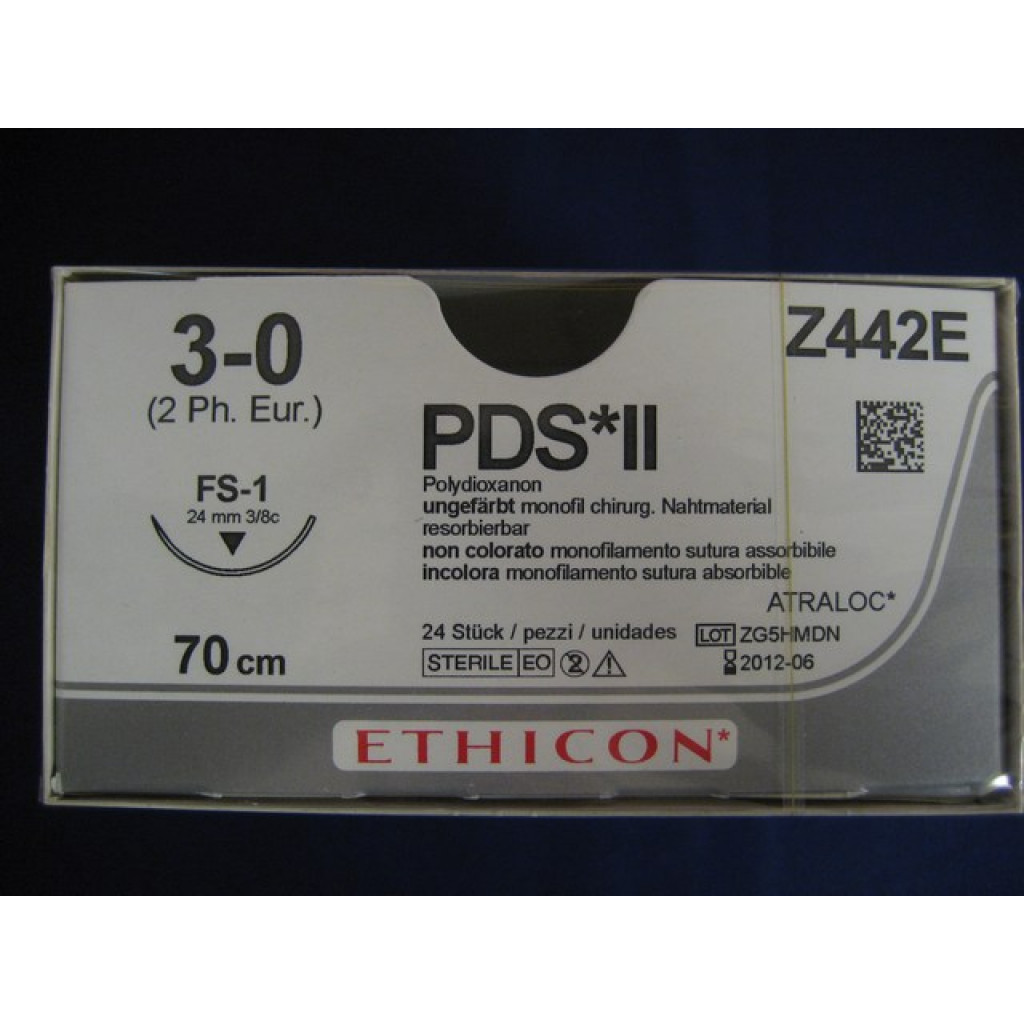 3-0
(2 Ph. Eur.)
FS-1
24 mm 3/8c
70 cm
Z442E
PDS*II
Polydioxanon
ungefärbt monofil chirurg. Nahtmaterial
resorbierbar
non colorato monofilamento sutura assorbibile
incolora monofilamento sutura absorbible
ATRALOC*
24 Stück / pezzi / unidades
LOT ZG5HMDN
STERILE EO 2
2012-06
ETHICON*